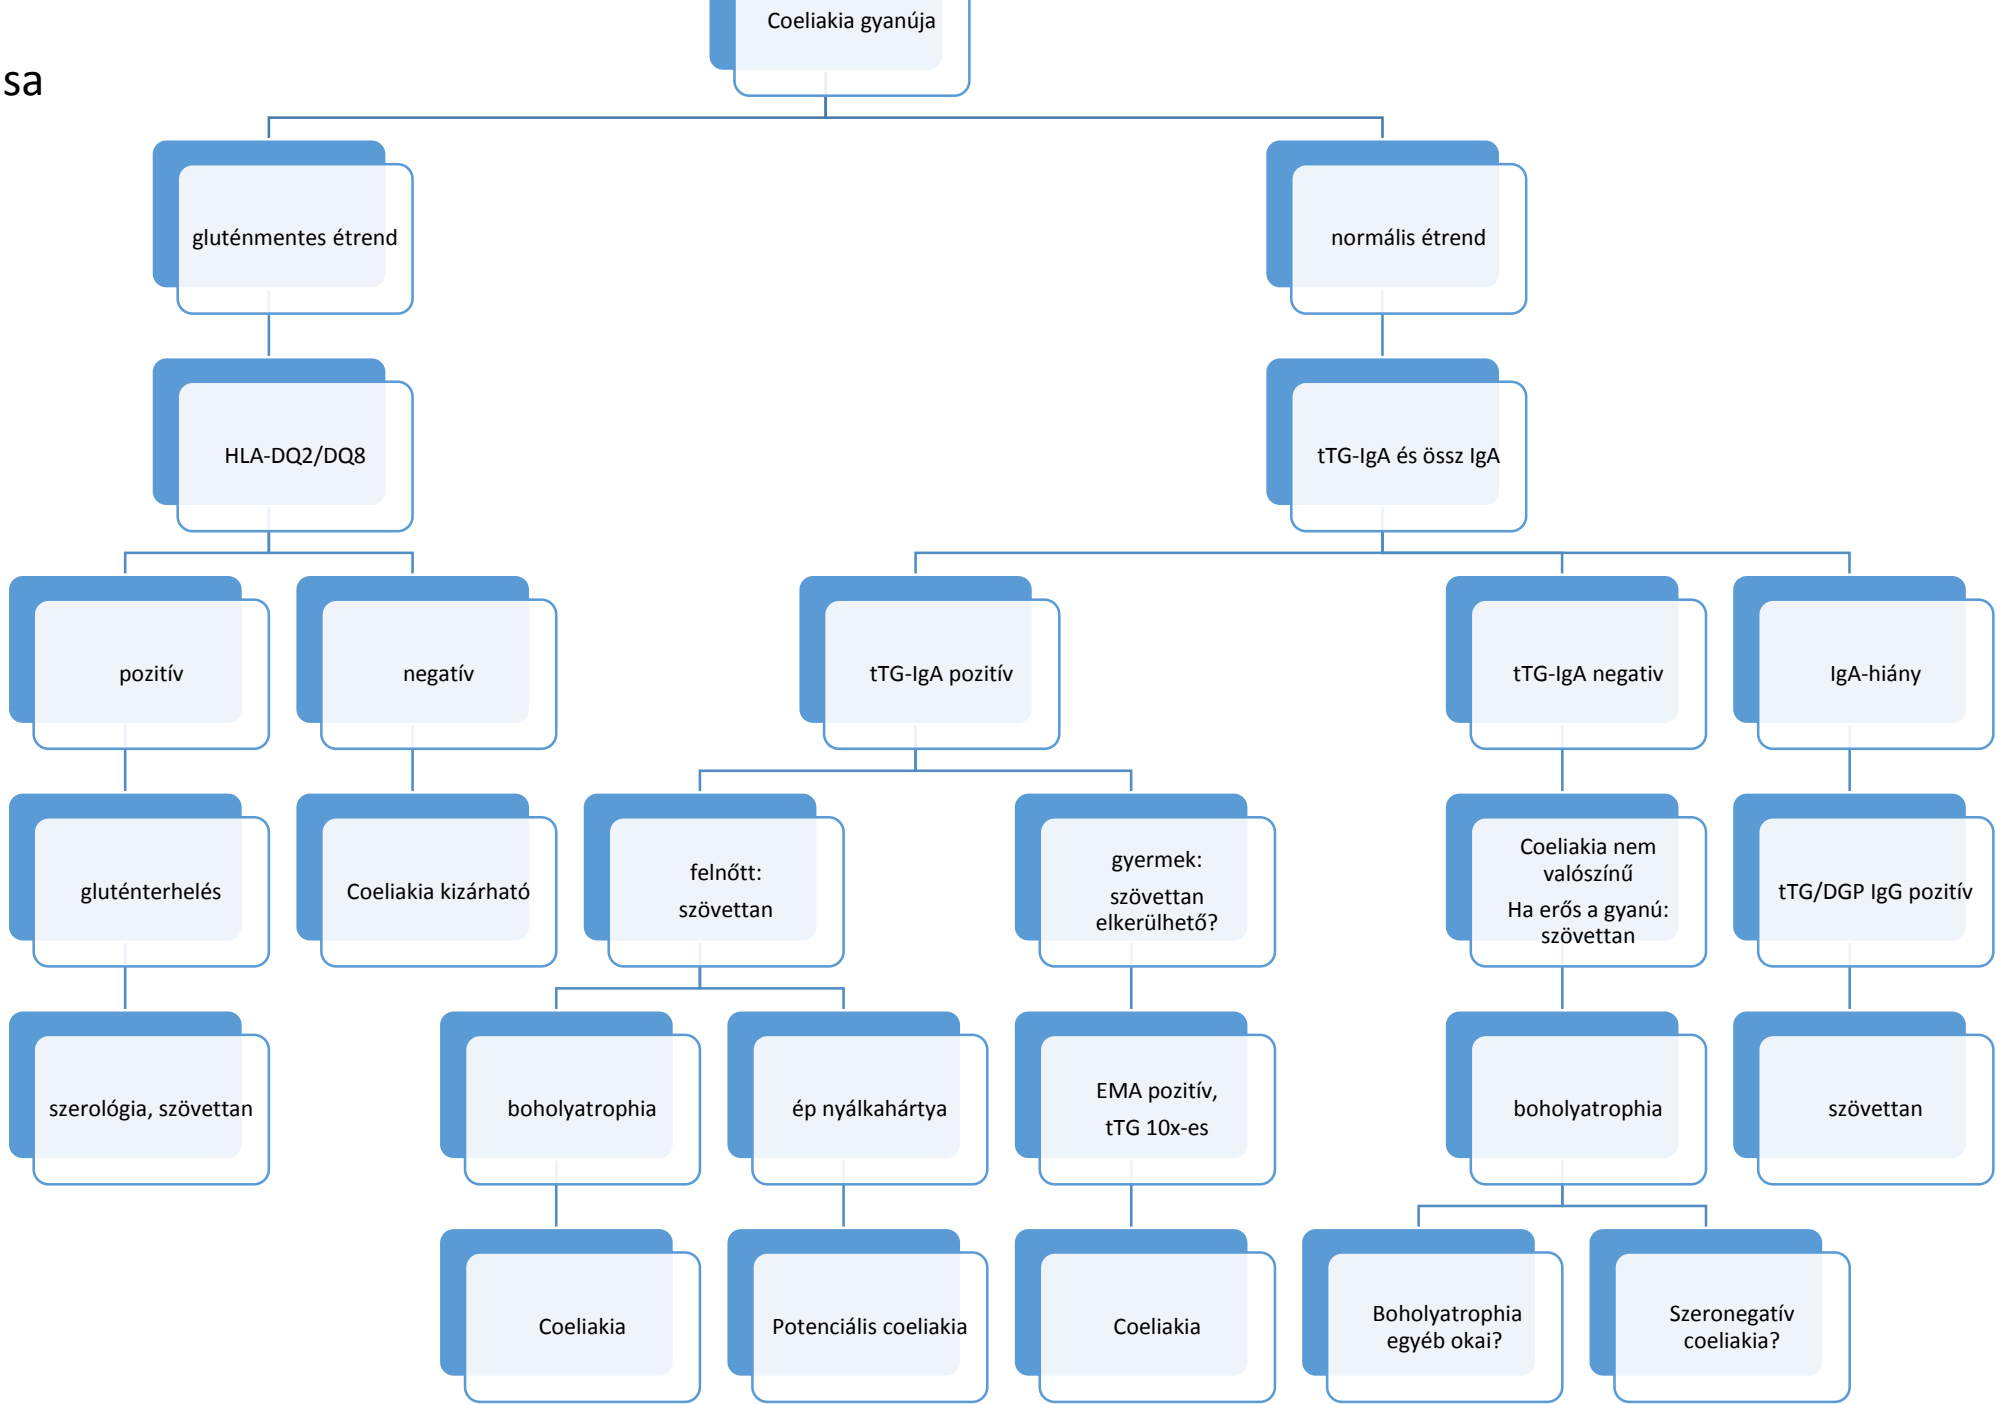 Coeliakia gyanúja
sa
gluténmentes étrend
normális étrend
HLA-DQ2/DQ8
tTG-IgA és össz IgA
pozitív
negatív
tTG-IgA pozitív
tTG-IgA negativ
IgA-hiány
gluténterhelés
Coeliakia kizárható
felnőtt:
szövettan
gyermek:
szövettan
elkerülhető?
Coeliakia nem
valószínű
Ha erős a gyanú:
szövettan
tTG/DGP IgG pozitív
szerológia, szövettan
boholyatrophia
ép nyálkahártya
EMA pozitív,
tTG 10x-es
boholyatrophia
szövettan
Coeliakia
Potenciális coeliakia
Coeliakia
Boholyatrophia
egyéb okai?
Szeronegatív
coeliakia?